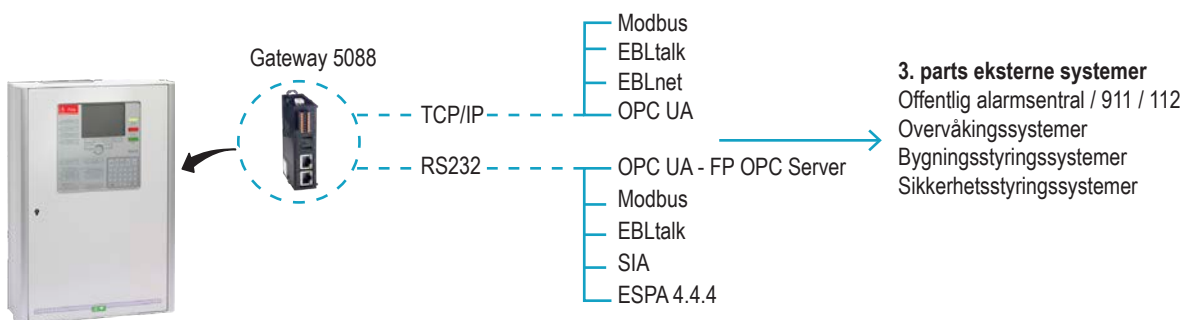 Gateway 5088
TCP/IP
RS232
Modbus
EBLtalk
EBLnet
OPC UA
OPC UA - FP OPC Server
Modbus
EBLtalk
SIA
ESPA 4.4.4
3. parts eksterne systemer
Offentlig alarmsentral / 911 / 112
Overvåkingssystemer
Bygningsstyringssystemer
Sikkerhetsstyringssystemer